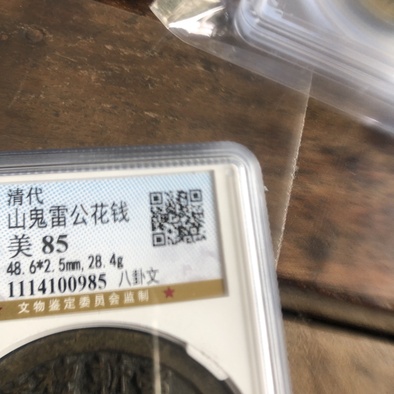 清代
山鬼雷公花钱
美 85
48.6*2.5mm,28.4g
1114100985 八卦文
文物鉴定委员会监制